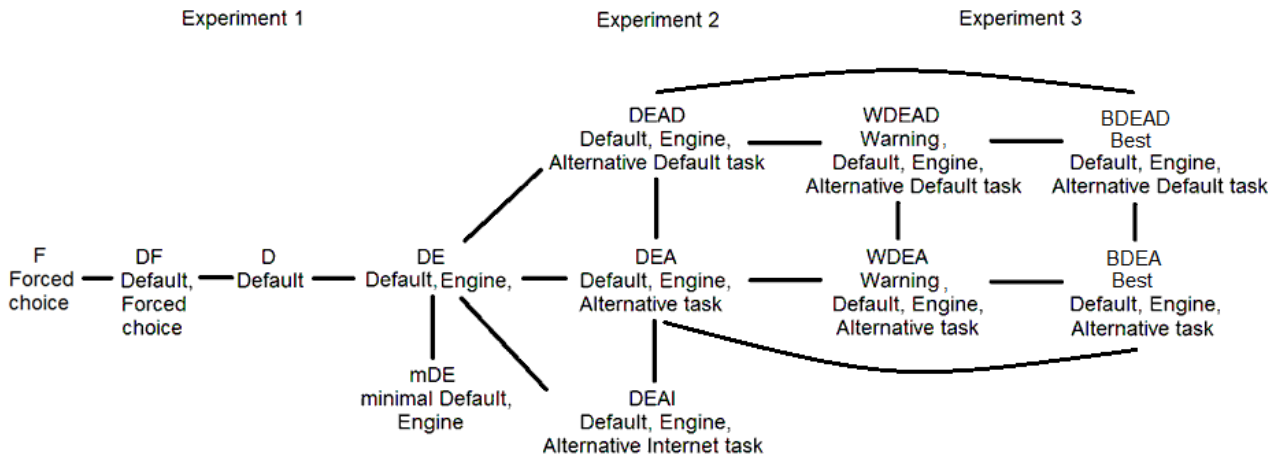 Experiment 1
Experiment 2
Experiment 3
DEAD
Default, Engine,
Alternative Default task
WDEAD
Warning,
Default, Engine,
Alternative Default task
BDEAD
Best
Default, Engine,
Alternative Default task
F
Forced
choice
DF
Default,
Forced
choice
D
Default
DE
Default, Engine,
DEA
Default, Engine,
Alternative task
WDEA
Warning,
Default, Engine,
Alternative task
BDEA
Best
Default, Engine,
Alternative task
mDE
minimal Default,
Engine
DEAI
Default, Engine,
Alternative Internet task